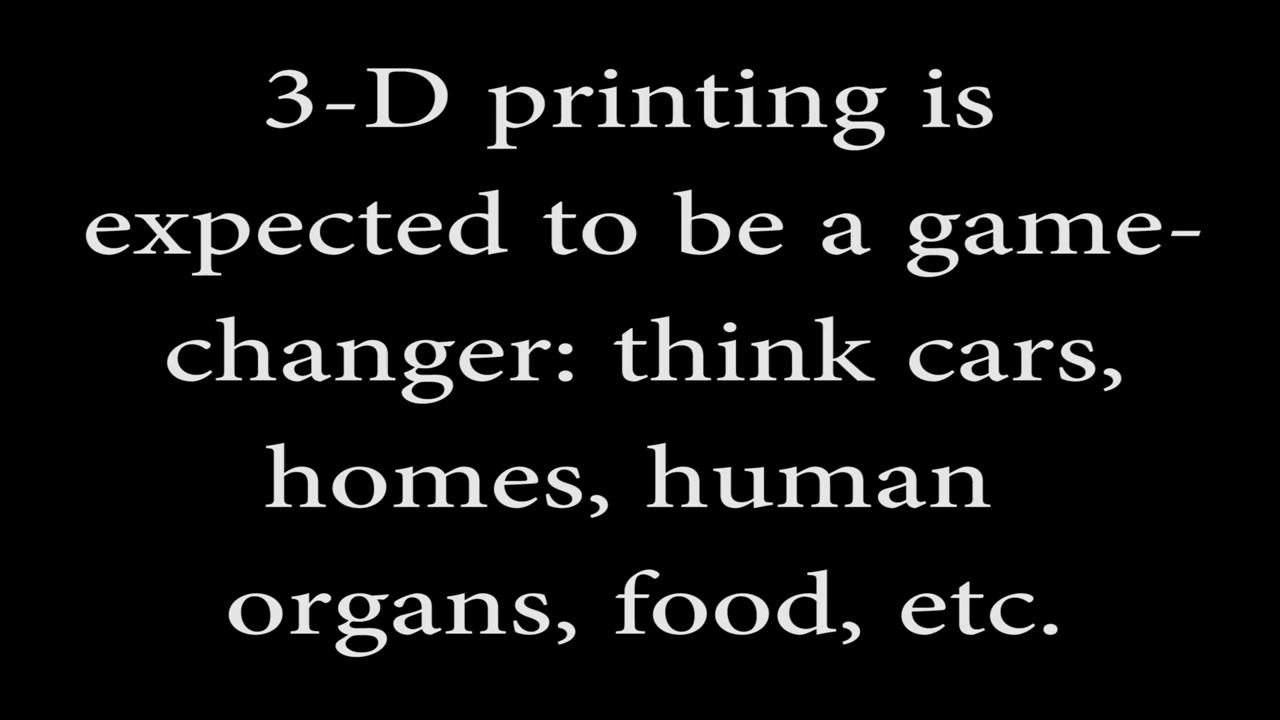 3-D printing is
expected to be a game-
changer: think cars,
homes, human
organs, food, etc.